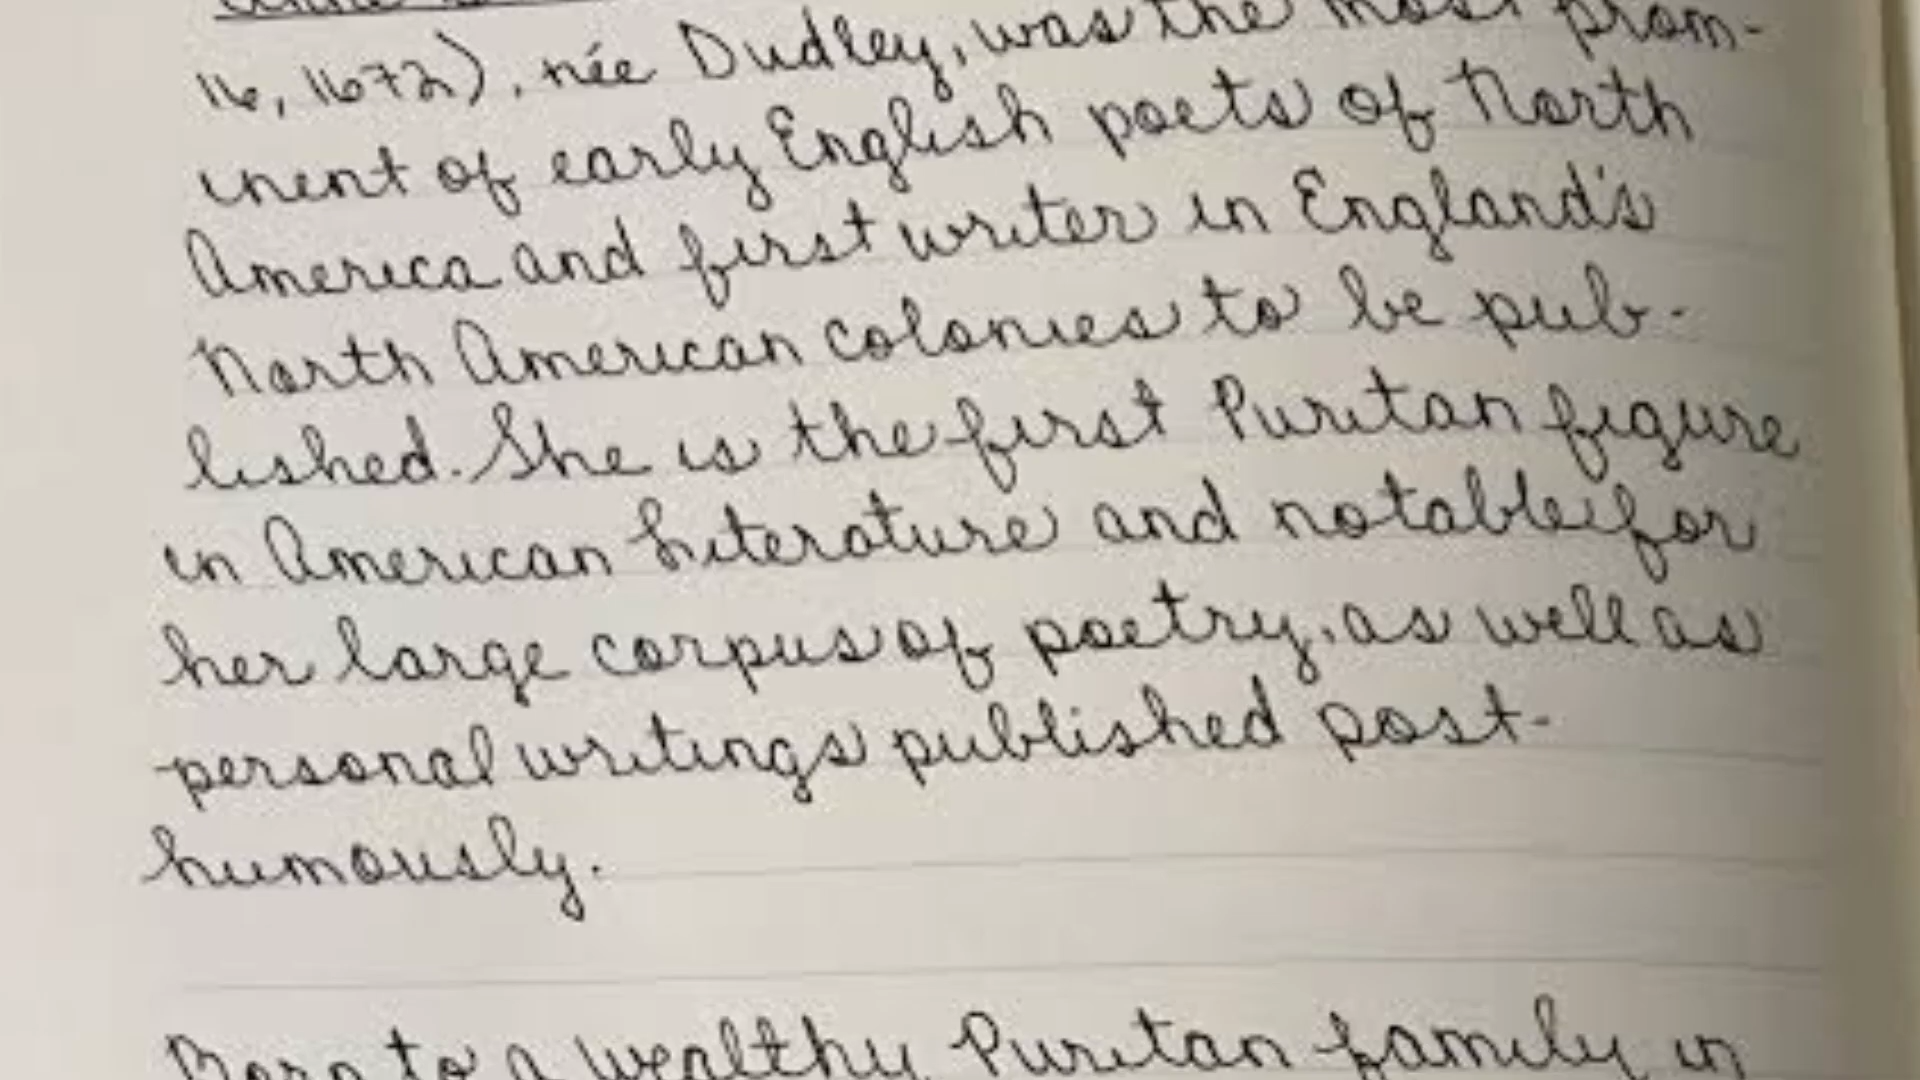 16, 1672), née Dudley, was the most prom-
inent of early English poets of North
America and first writer in England's
North American colonies to be pub-
lished. She is the first Puritan figure
in American Literature and notable for
her large corpus of poetry, as well as
personal writings published post-
humously.
Born to a wealthy Puritan family in